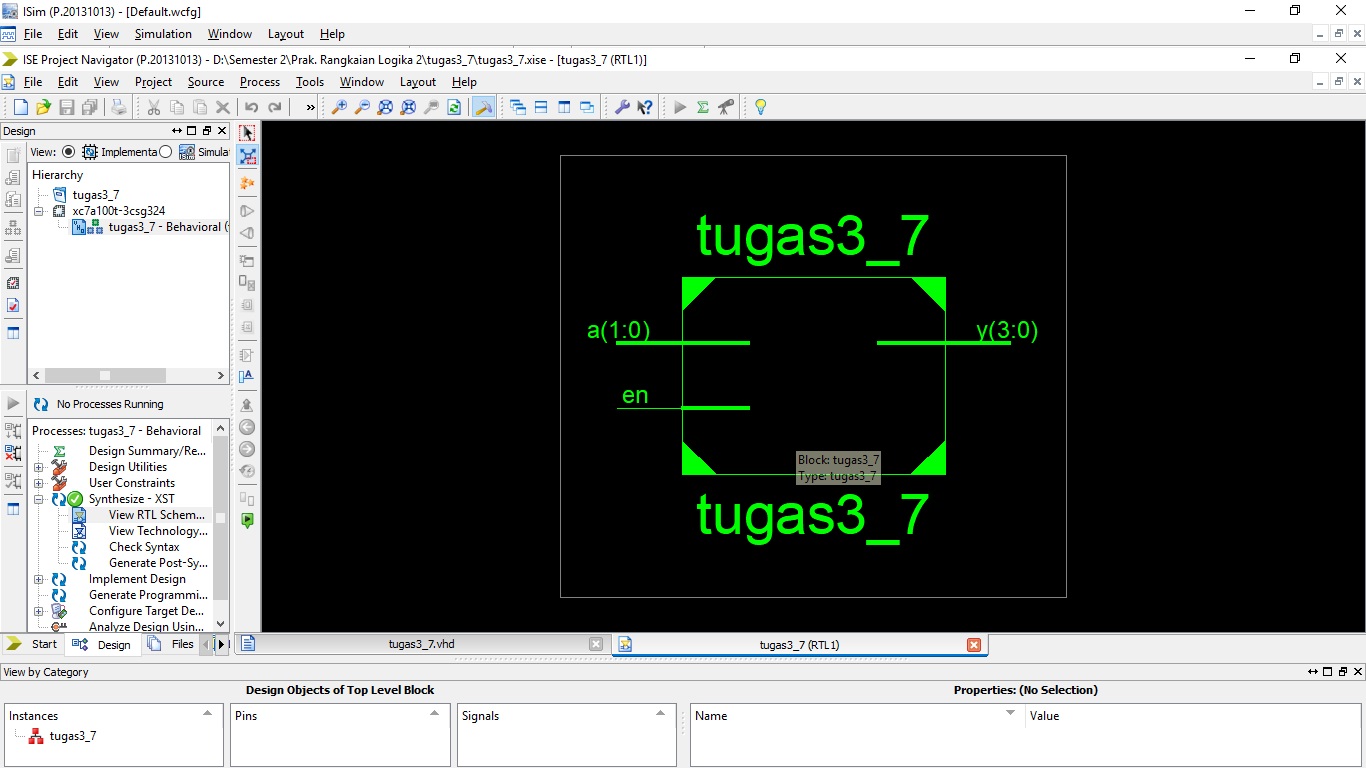 ISim (P.20131013) - [Default.wcfg]
File Edit View Simulation Window Layout Help
ISE Project Navigator (P.20131013) - D:\Semester 2\Prak. Rangkaian Logika 2\tugas3_7\tugas3_7.xise - [tugas3_7 (RTL1)]
File Edit View Project Source Process Tools Window Layout Help
Design
View: Implementa Simula
Hierarchy
tugas3_7
xc7a100t-3csg324
tugas3_7 - Behavioral (
No Processes Running
Processes: tugas3_7 - Behavioral
Design Summary/Re...
Design Utilities
User Constraints
Synthesize - XST
View RTL Schem...
View Technology...
Check Syntax
Generate Post-Sy...
Implement Design
Generate Programmi...
Configure Target De...
Analyze Design Usin...
Start Design Files
tugas3_7
a(1:0) y(3:0)
en
Block: tugas3_7
Type: tugas3_7
tugas3_7
tugas3_7.vhd tugas3_7 (RTL1)
View by Category
Design Objects of Top Level Block Properties: (No Selection)
Instances Pins Signals Name Value
tugas3_7